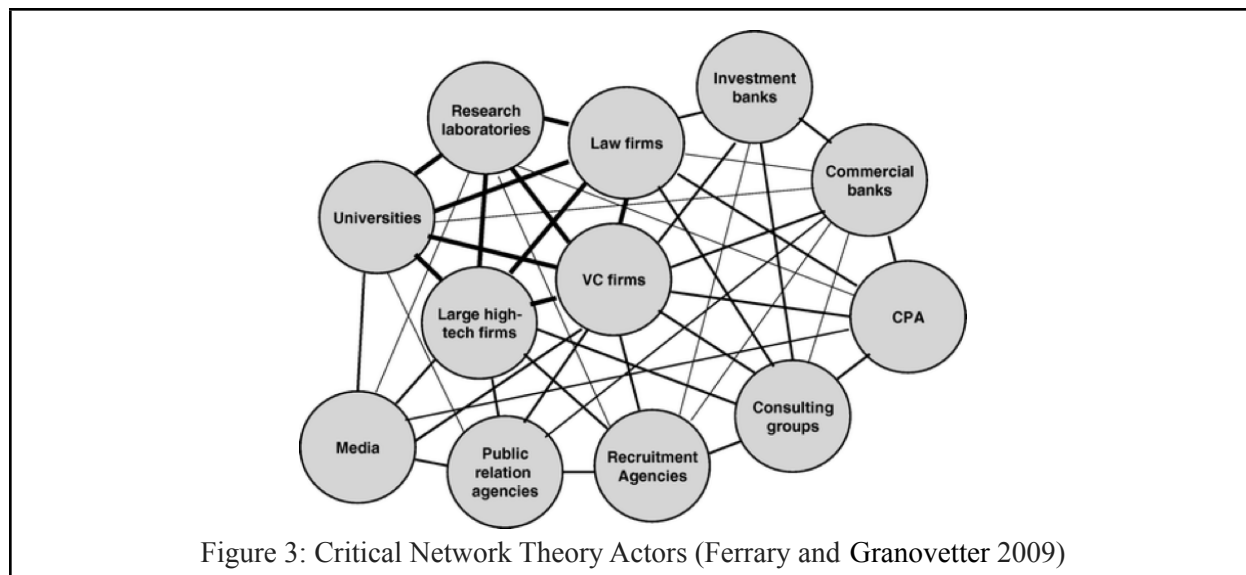 Investment
banks
Research
laboratories
Law firms
Commercial
banks
Universities
VC firms
Large high-
tech firms
CPA
Consulting
groups
Media
Public
relation
agencies
Recruitment
Agencies
Figure 3: Critical Network Theory Actors (Ferrary and Granovetter 2009)